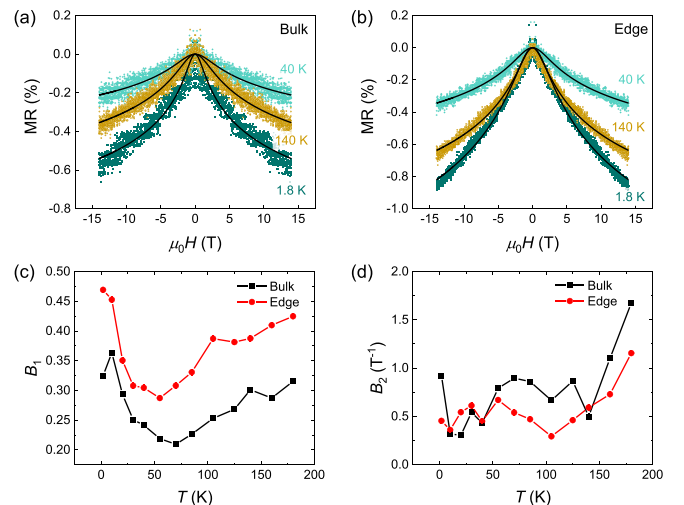 (a)
Bulk
0.2
0.0
-0.2
-0.4
-0.6
-0.8
MR (%)
40 K
140 K
1.8 K
-15 -10 -5 0 5 10 15
μ₀H (T)
(b)
Edge
0.0
-0.2
-0.4
-0.6
-0.8
-1.0
MR (%)
40 K
140 K
1.8 K
-15 -10 -5 0 5 10 15
μ₀H (T)
(c)
0.50
0.45
0.40
0.35
0.30
0.25
0.20
B₁
Bulk
Edge
0 50 100 150 200
T (K)
(d)
2.0
1.5
1.0
0.5
0.0
B₂ (T⁻¹)
Bulk
Edge
0 50 100 150 200
T (K)